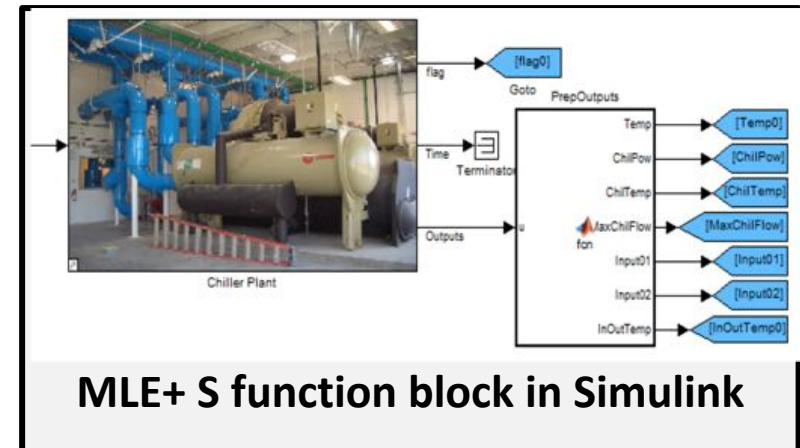 flag
[flag0]
Goto
PrepOutputs
Time
Terminator
Outputs
u
fcn
Temp
ChilPow
ChilTemp
MaxChilFlow
Input01
Input02
InOutTemp
[Temp0]
[ChilPow]
[ChilTemp]
[MaxChilFlow]
[Input01]
[Input02]
[InOutTemp0]
Chiller Plant
MLE+ S function block in Simulink